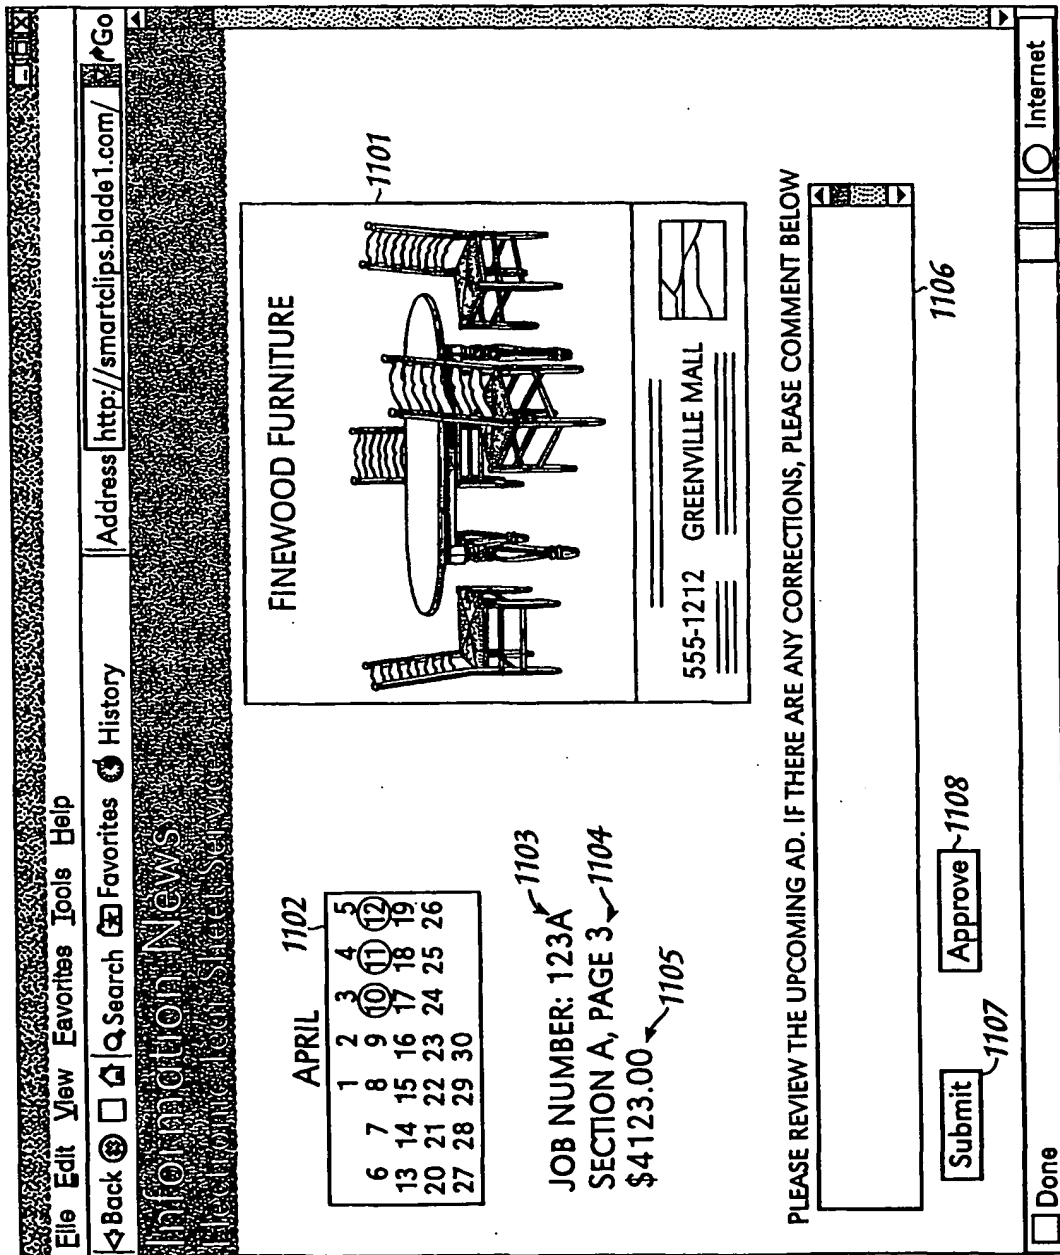 File Edit View Favorites Tools Help
Back Search Favorites History Address http://smartclips.blade1.com/ Go
Information News
Electronic Tear Sheet Service
APRIL 1102
1 2 3 4 5
6 7 8 9 10 11 12
13 14 15 16 17 18 19
20 21 22 23 24 25 26
27 28 29 30
JOB NUMBER: 123A 1103
SECTION A, PAGE 3 1104
$4123.00 1105
FINEWOOD FURNITURE
1101
555-1212 GREENVILLE MALL
PLEASE REVIEW THE UPCOMING AD. IF THERE ARE ANY CORRECTIONS, PLEASE COMMENT BELOW
1106
Submit Approve 1108
1107
Done Internet